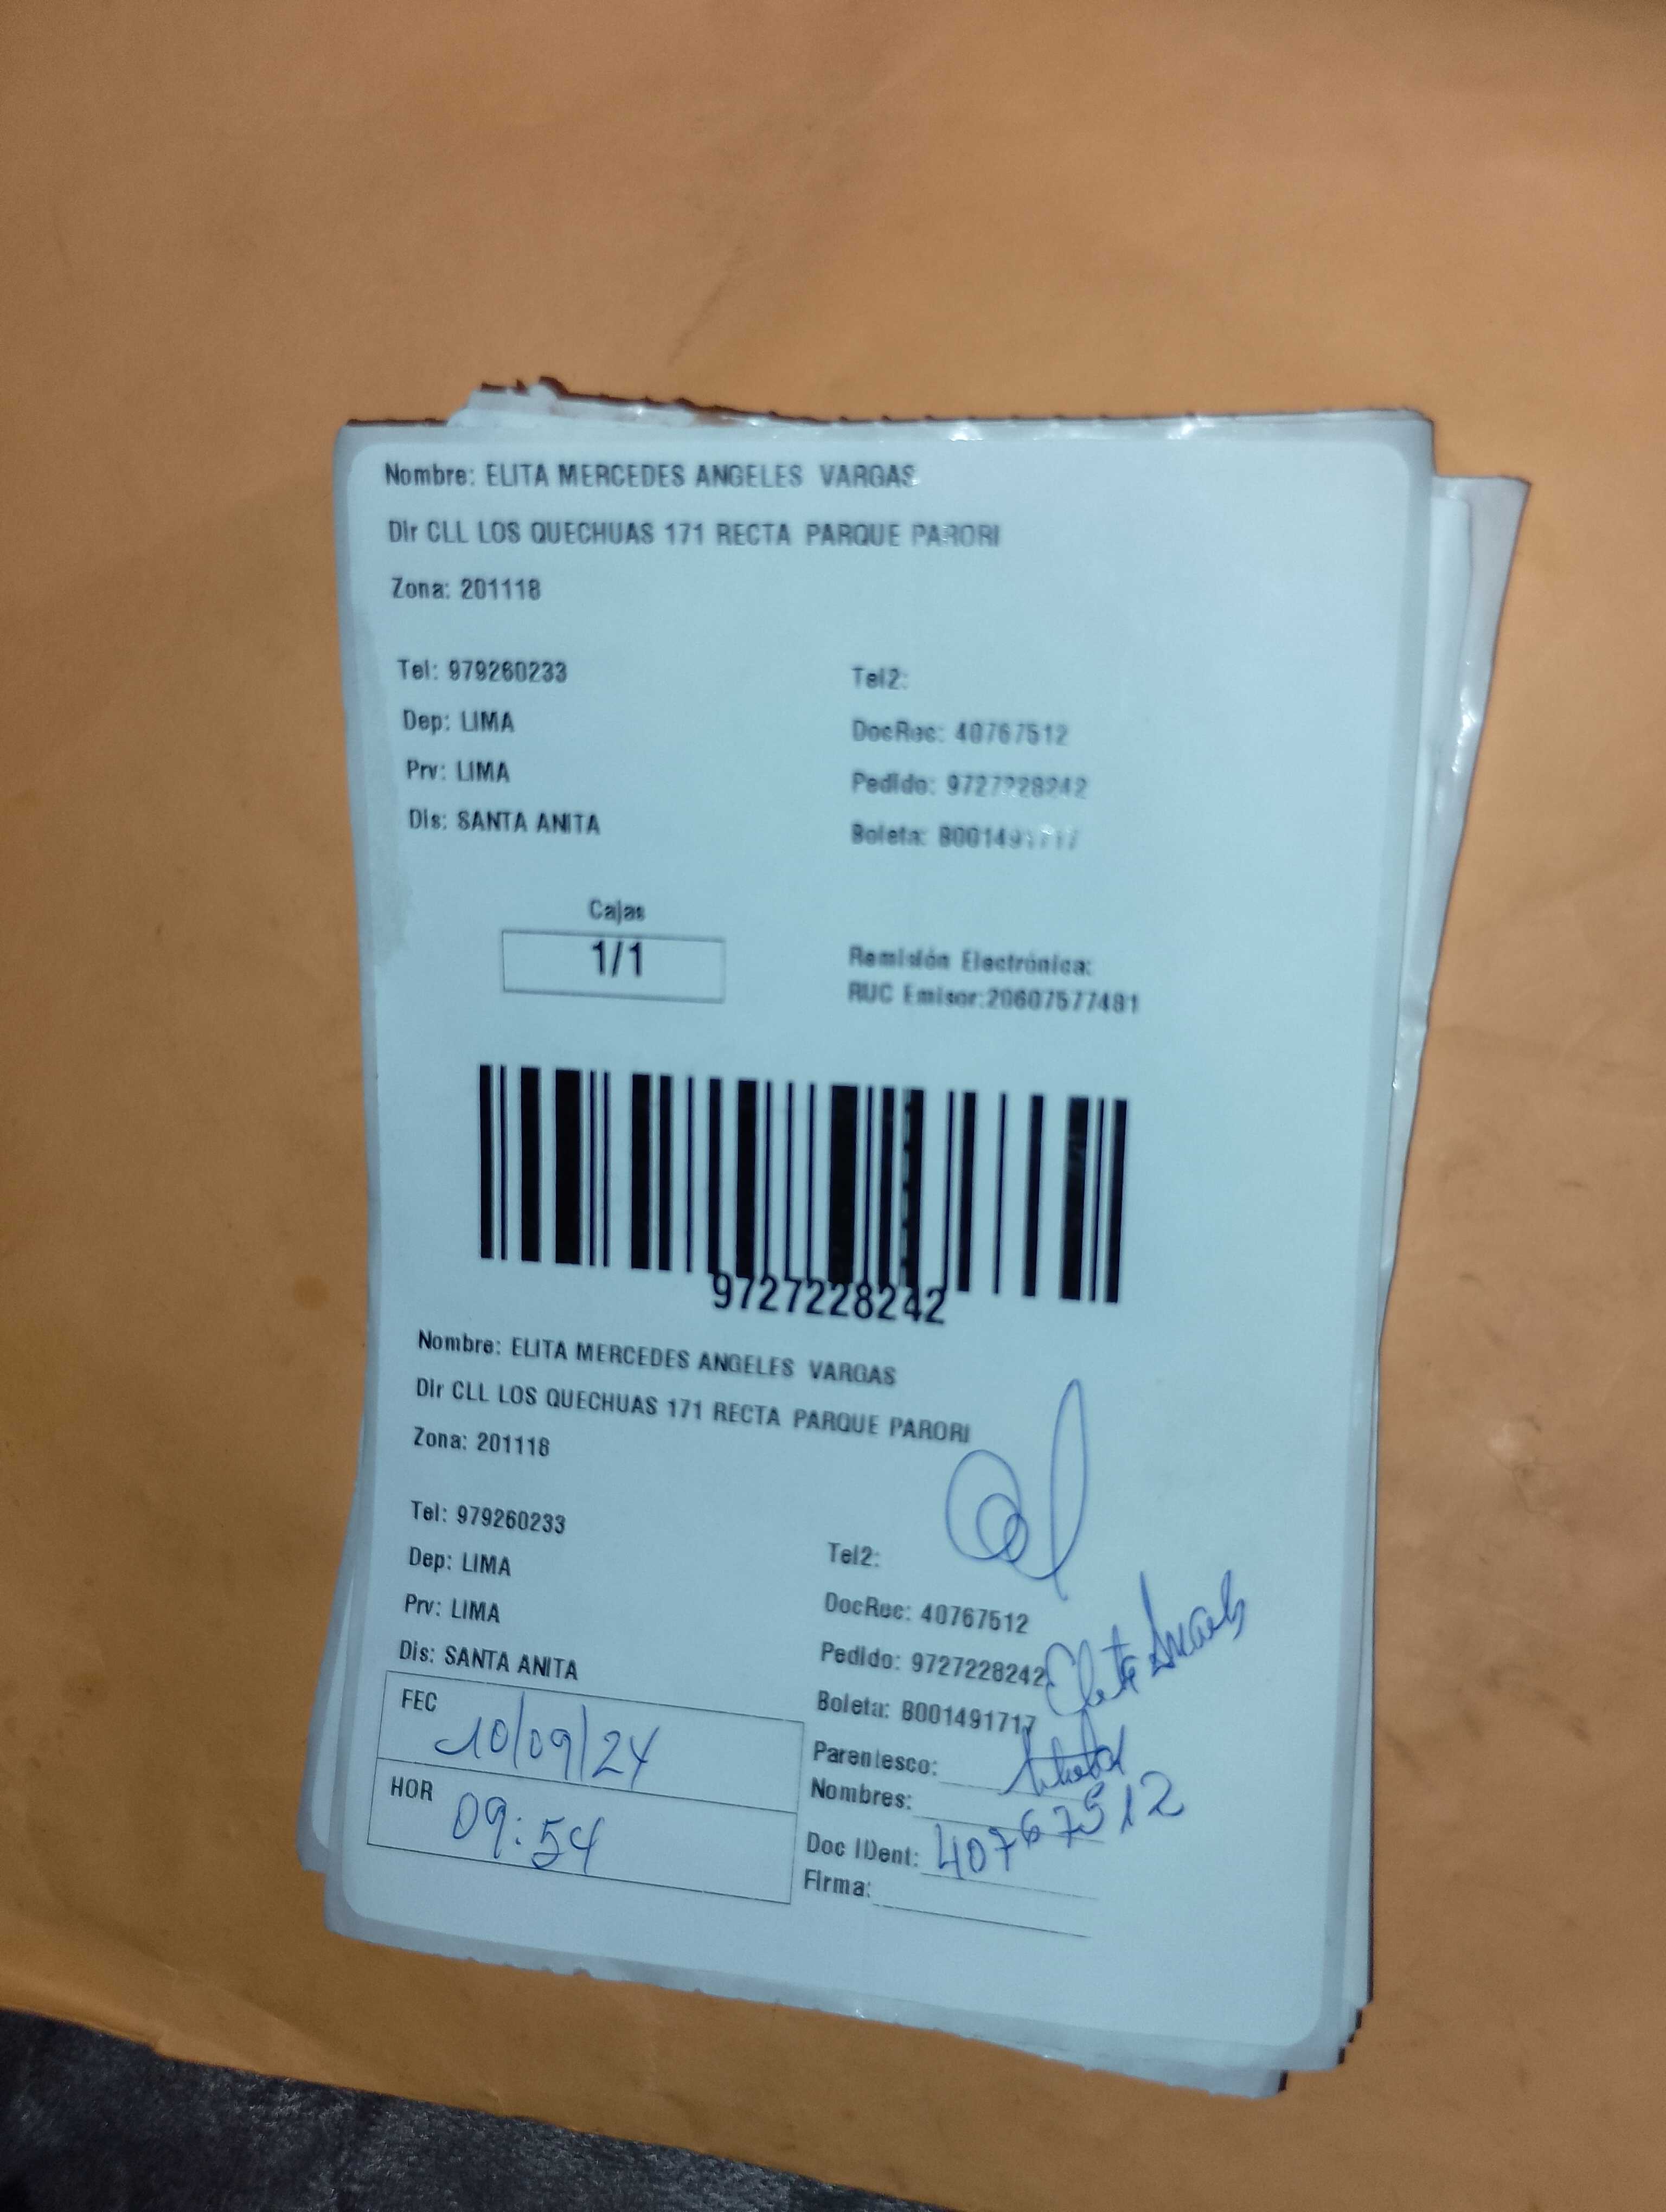 Nombre: ELITA MERCEDES ANGELES VARGAS
Dir CLL LOS QUECHUAS 171 RECTA PARQUE PARORI
Zona: 201118
Tel: 979260233
Tel2:
Dep: LIMA
DocRec: 40767512
Prv: LIMA
Pedido: 9727228242
Dis: SANTA ANITA
Boleta: B001491717
Cajas
1/1
Remisión Electrónica:
RUC Emisor:20607577481
9727228242
Nombre: ELITA MERCEDES ANGELES VARGAS
Dir CLL LOS QUECHUAS 171 RECTA PARQUE PARORI
Zona: 201118
Tel: 979260233
Tel2:
Dep: LIMA
DocRec: 40767512
Prv: LIMA
Pedido: 9727228242
Dis: SANTA ANITA
Boleta: B001491717
FEC 10/09/24
Parentesco:
Nombres:
HOR 09:54
Doc IDent: 40767512
Firma: